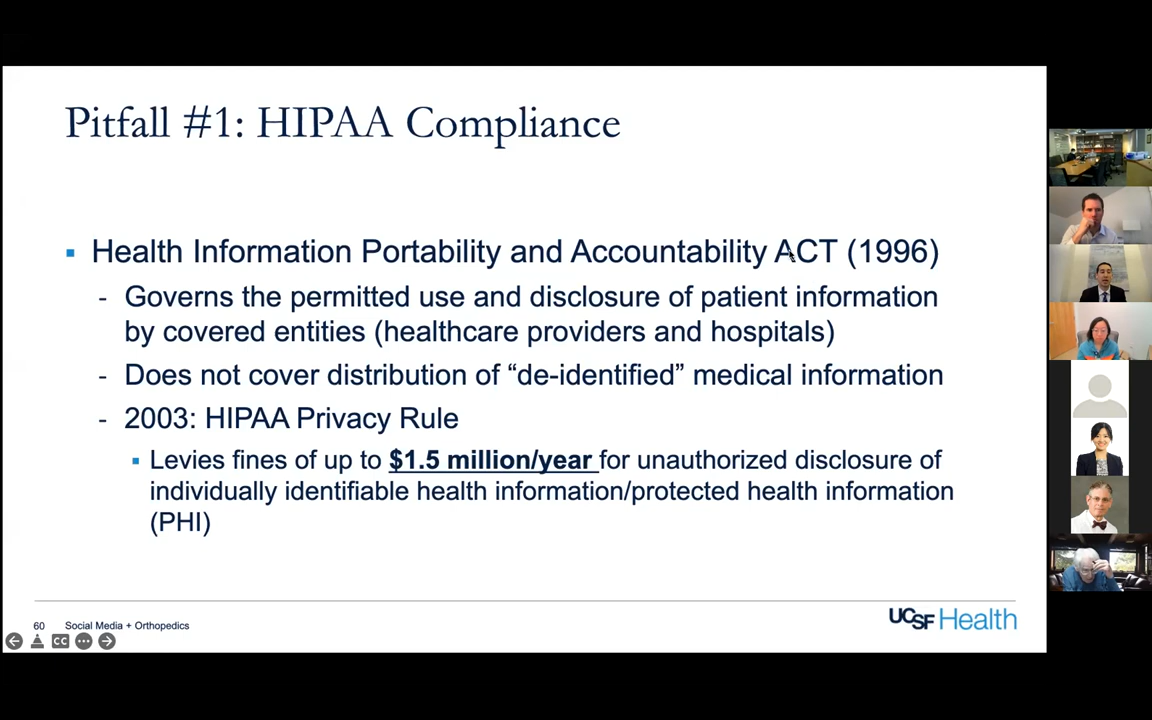 Pitfall #1: HIPAA Compliance
▪ Health Information Portability and Accountability ACT (1996)
- Governs the permitted use and disclosure of patient information
by covered entities (healthcare providers and hospitals)
- Does not cover distribution of “de-identified” medical information
- 2003: HIPAA Privacy Rule
▪ Levies fines of up to $1.5 million/year for unauthorized disclosure of
individually identifiable health information/protected health information
(PHI)
60 Social Media + Orthopedics
UCSF Health
CC